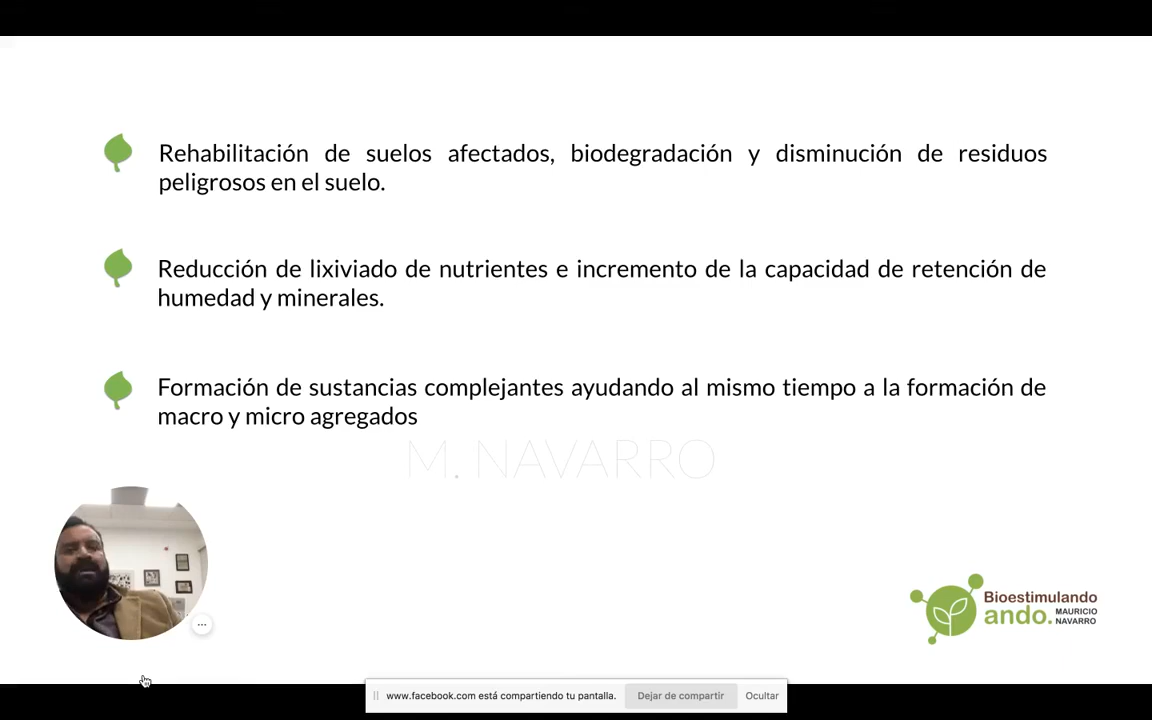 Rehabilitación de suelos afectados, biodegradación y disminución de residuos
peligrosos en el suelo.
Reducción de lixiviado de nutrientes e incremento de la capacidad de retención de
humedad y minerales.
Formación de sustancias complejantes ayudando al mismo tiempo a la formación de
macro y micro agregados
M. NAVARRO
Bioestimulando
ando. MAURICIO
NAVARRO
www.facebook.com está compartiendo tu pantalla. Dejar de compartir Ocultar